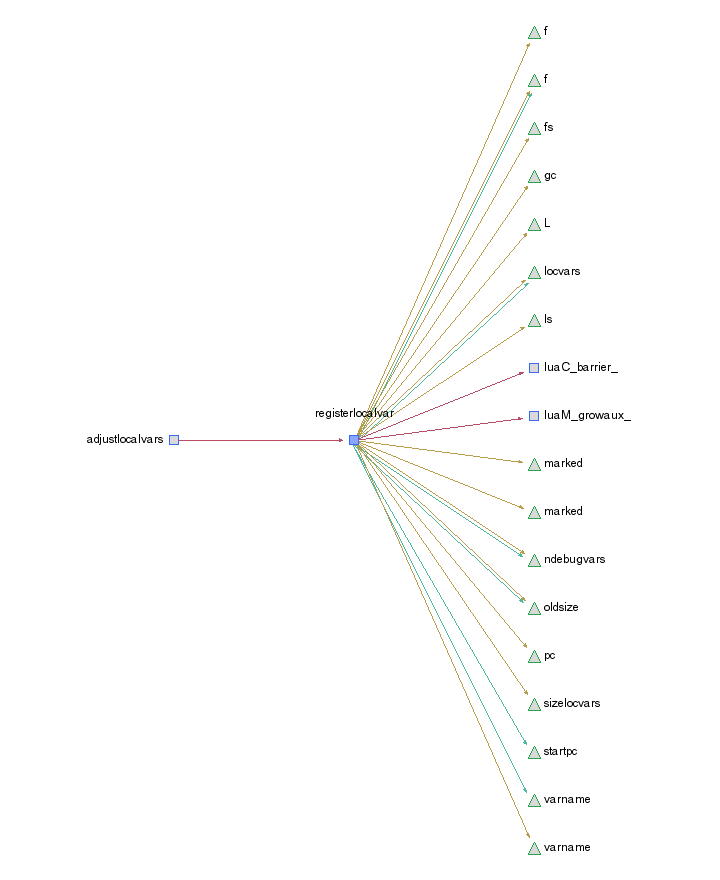 f
f
fs
gc
L
locvars
ls
luaC_barrier_
registerlocalvar
luaM_growaux_
adjustlocalvars
marked
marked
ndebugvars
oldsize
pc
sizelocvars
startpc
varname
varname